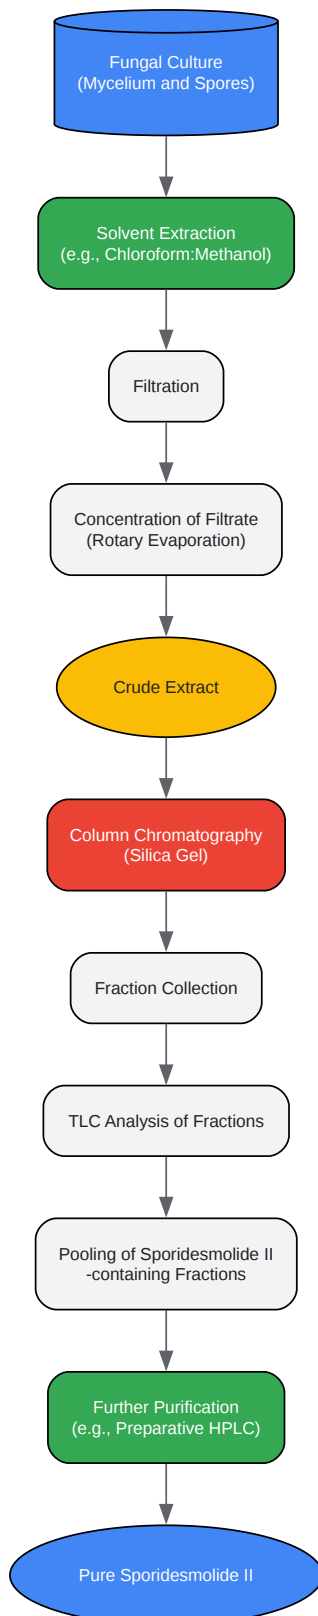 Fungal Culture
(Mycelium and Spores)
Solvent Extraction
(e.g., Chloroform:Methanol)
Filtration
Concentration of Filtrate
(Rotary Evaporation)
Crude Extract
Column Chromatography
(Silica Gel)
Fraction Collection
TLC Analysis of Fractions
Pooling of Sporidesmolide II
-containing Fractions
Further Purification
(e.g., Preparative HPLC)
Pure Sporidesmolide II